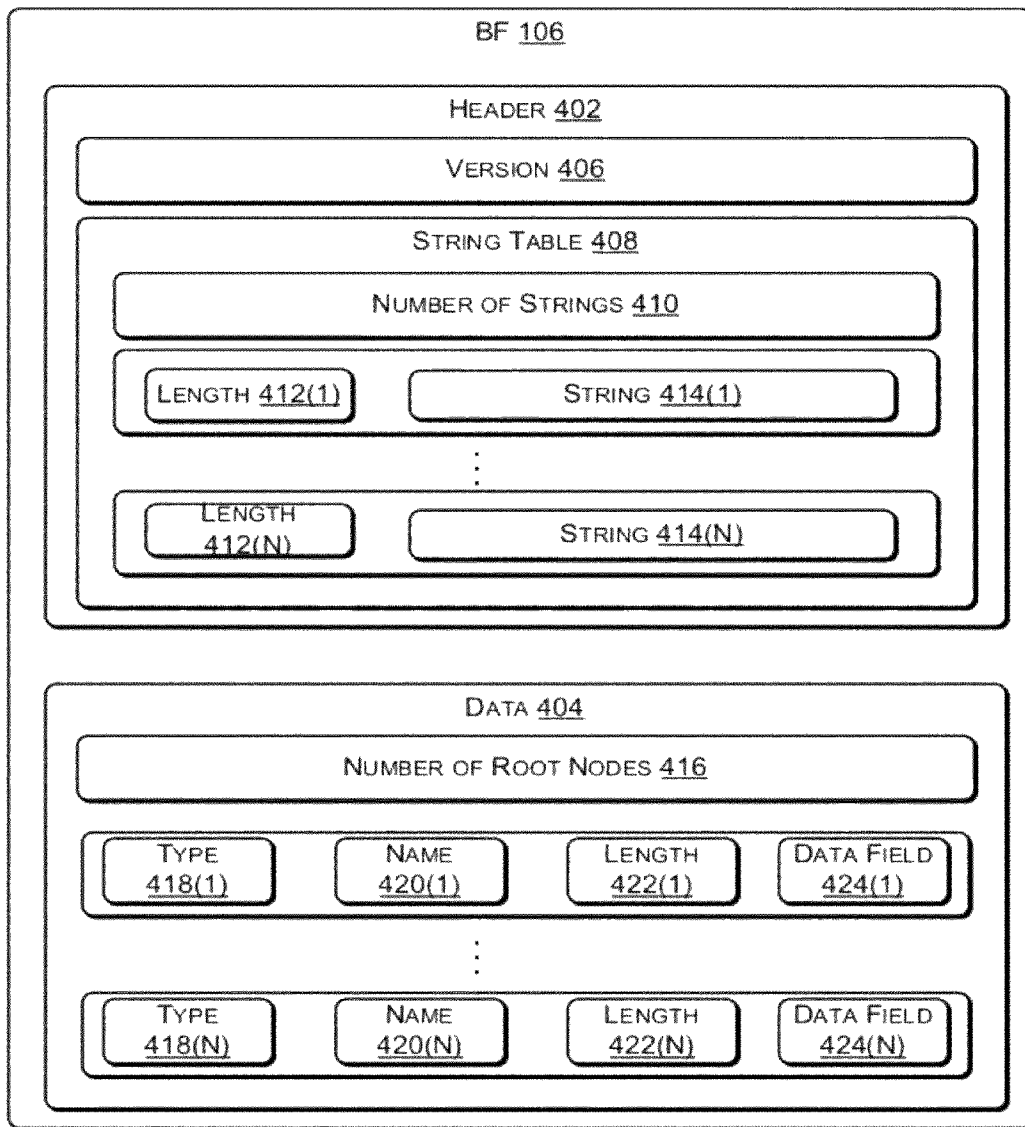 BF 106
HEADER 402
VERSION 406
STRING TABLE 408
NUMBER OF STRINGS 410
LENGTH 412(1) STRING 414(1)
LENGTH
412(N) STRING 414(N)
DATA 404
NUMBER OF ROOT NODES 416
TYPE NAME LENGTH DATA FIELD
418(1) 420(1) 422(1) 424(1)
TYPE NAME LENGTH DATA FIELD
418(N) 420(N) 422(N) 424(N)